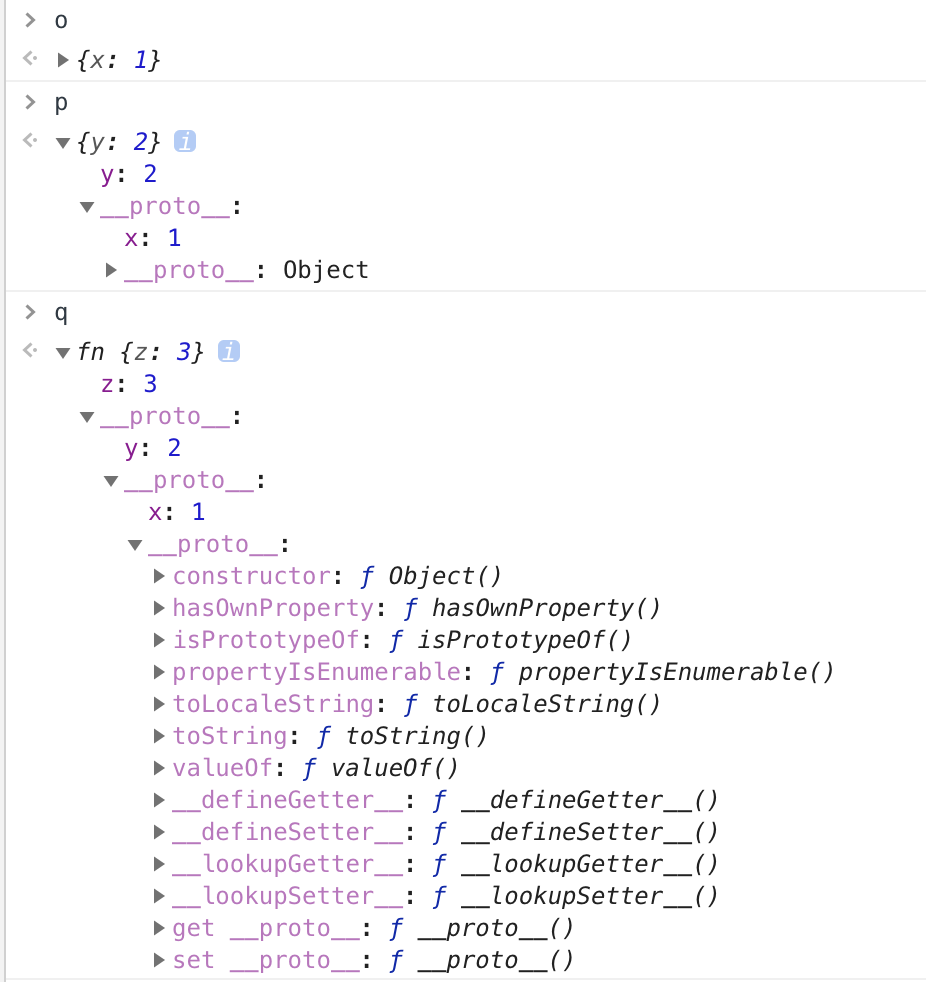 > o
<· ▶ {x: 1}
> p
<· ▼ {y: 2} i
y: 2
▼ __proto__:
x: 1
▶ __proto__: Object
> q
<· ▼ fn {z: 3} i
z: 3
▼ __proto__:
y: 2
▼ __proto__:
x: 1
▼ __proto__:
▶ constructor: ƒ Object()
▶ hasOwnProperty: ƒ hasOwnProperty()
▶ isPrototypeOf: ƒ isPrototypeOf()
▶ propertyIsEnumerable: ƒ propertyIsEnumerable()
▶ toLocaleString: ƒ toLocaleString()
▶ toString: ƒ toString()
▶ valueOf: ƒ valueOf()
▶ __defineGetter__: ƒ __defineGetter__()
▶ __defineSetter__: ƒ __defineSetter__()
▶ __lookupGetter__: ƒ __lookupGetter__()
▶ __lookupSetter__: ƒ __lookupSetter__()
▶ get __proto__: ƒ __proto__()
▶ set __proto__: ƒ __proto__()